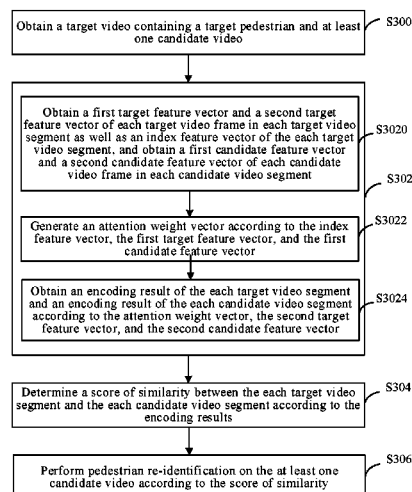 Obtain a target video containing a target pedestrian and at least
one candidate video
S300
Obtain a first target feature vector and a second target
feature vector of each target video frame in each target video
segment as well as an index feature vector of the each target
video segment, and obtain a first candidate feature vector
and a second candidate feature vector of each candidate
video frame in each candidate video segment
S3020
S302
Generate an attention weight vector according to the index
feature vector, the first target feature vector, and the first
candidate feature vector
S3022
Obtain an encoding result of the each target video segment
and an encoding result of the each candidate video segment
according to the attention weight vector, the second target
feature vector, and the second candidate feature vector
S3024
Determine a score of similarity between the each target video
segment and the each candidate video segment according to the
encoding results
S304
Perform pedestrian re-identification on the at least one
candidate video according to the score of similarity
S306